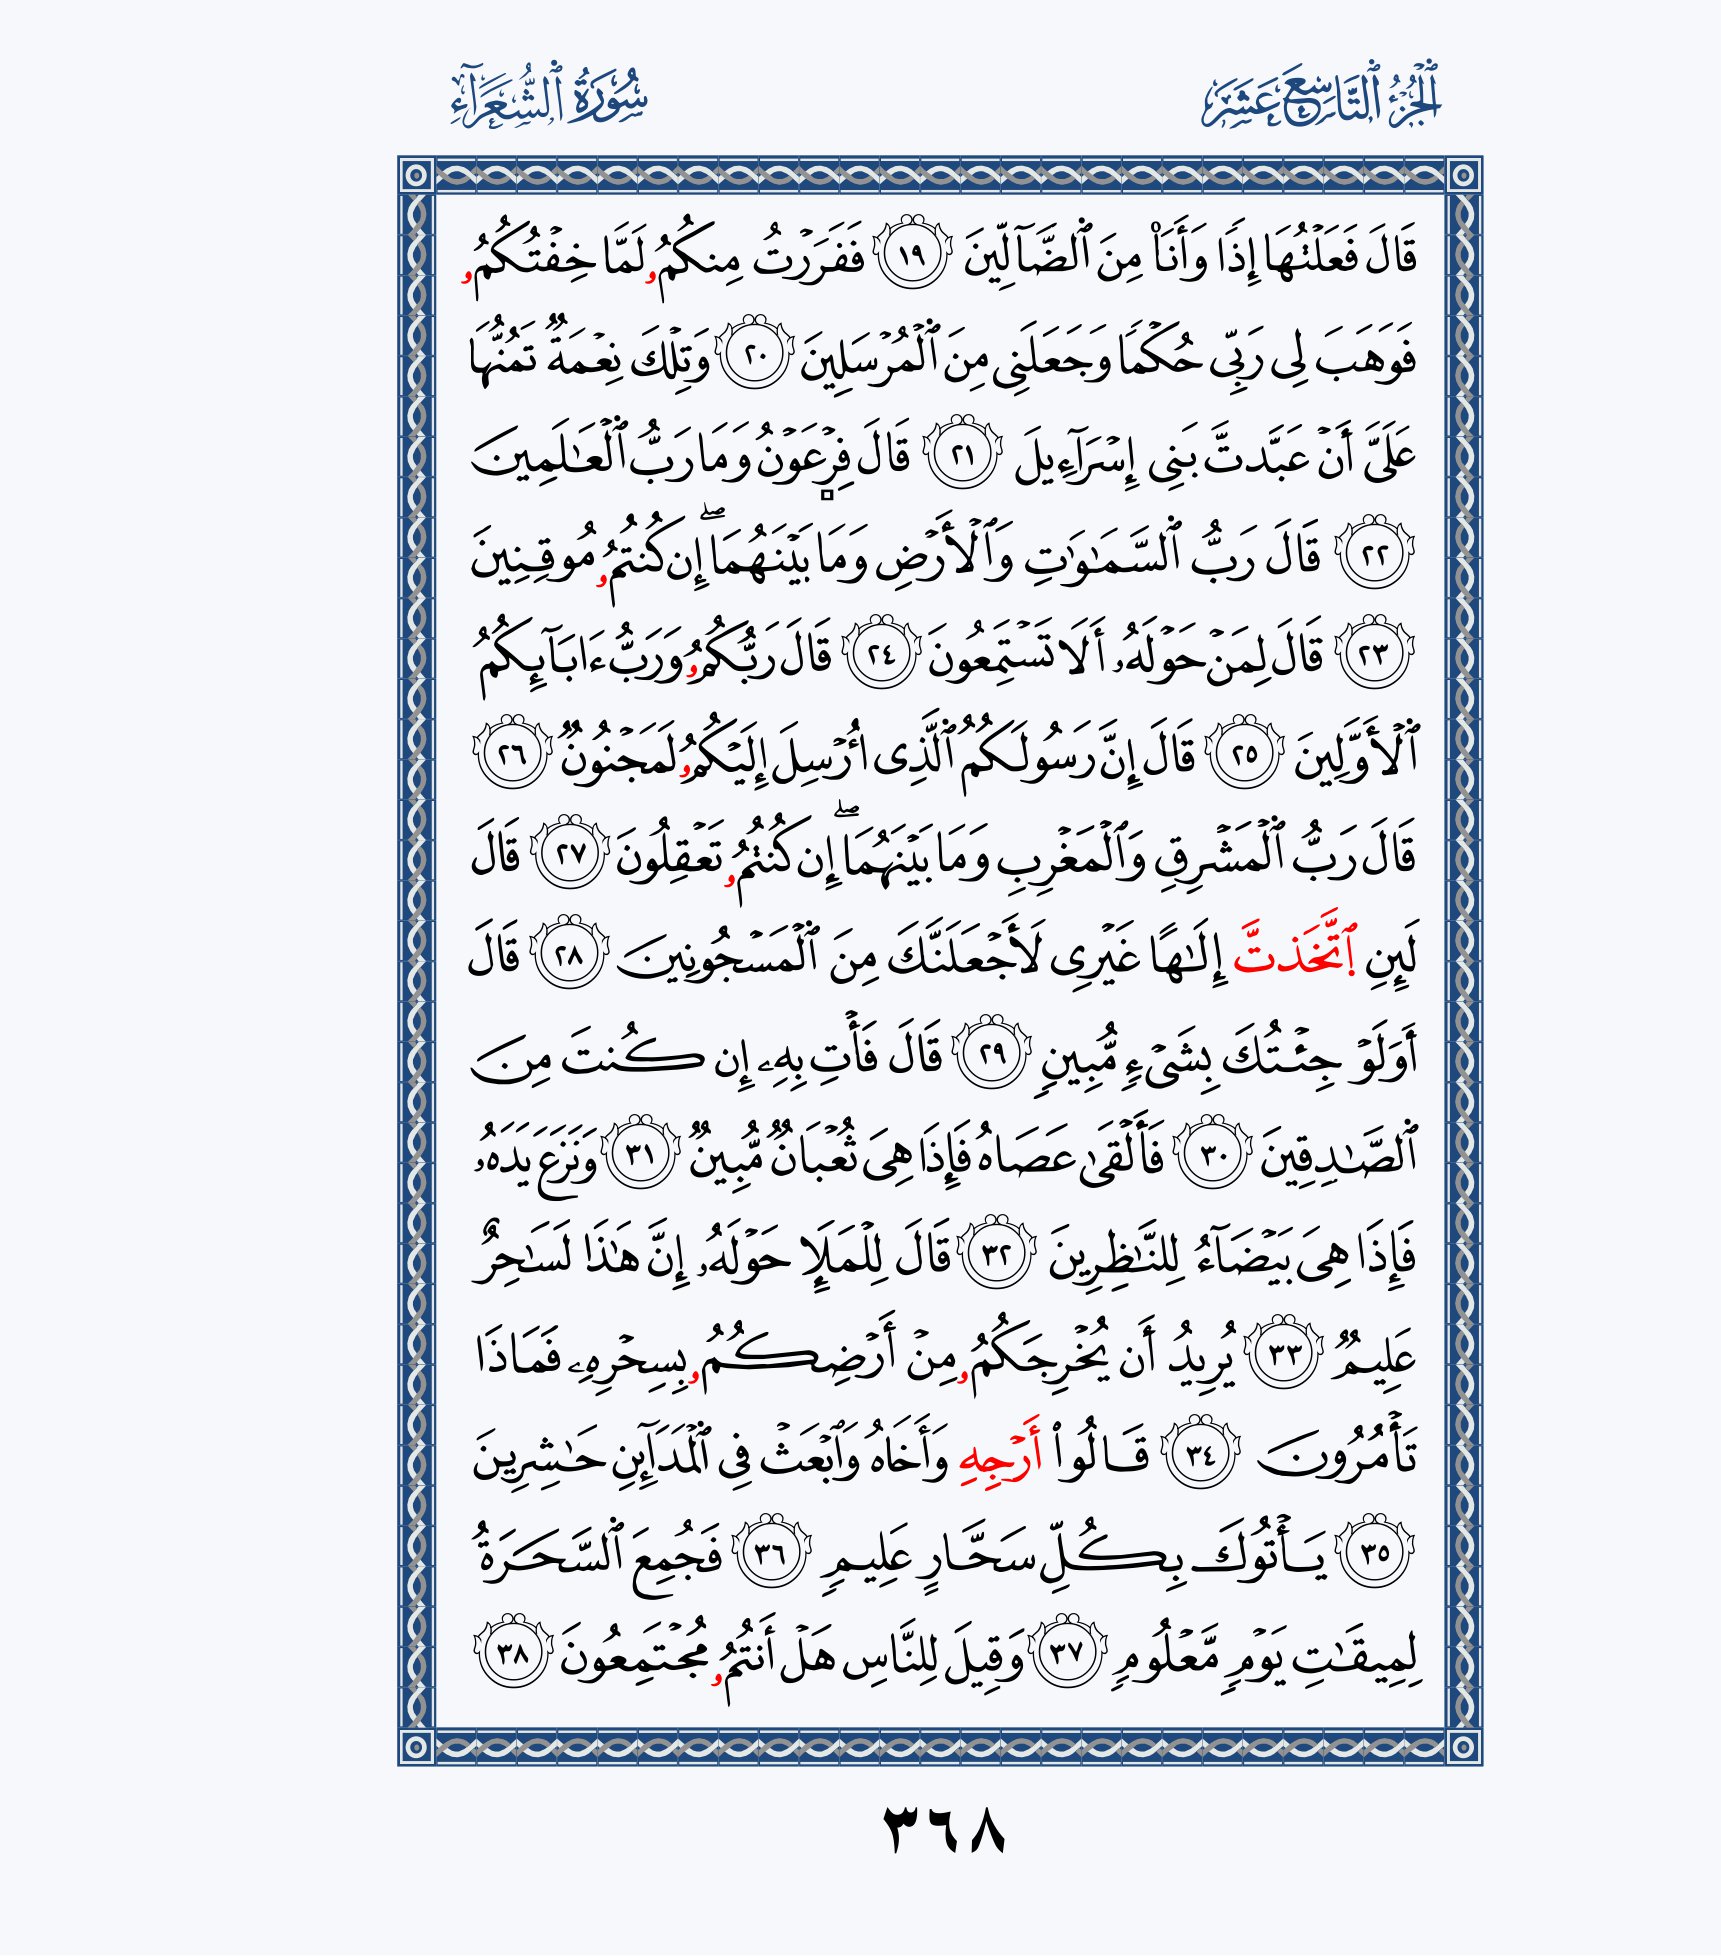 الجُزْءُ ٱلتَّاسِعَ عَشَرَ
سُورَةُ ٱلشُّعَرَآءِ
قَالَ فَعَلْتُهَا إِذًا وَأَنَا۠ مِنَ ٱلضَّآلِّينَ ١٩ فَفَرَرْتُ مِنكُمُۥ لَمَّا خِفْتُكُمُۥ
فَوَهَبَ لِى رَبِّى حُكْمًا وَجَعَلَنِى مِنَ ٱلْمُرْسَلِينَ ٢٠ وَتِلْكَ نِعْمَةٌ تَمُنُّهَا
عَلَىَّ أَنْ عَبَّدتَّ بَنِى إِسْرَآءِيلَ ٢١ قَالَ فِرْعَوْنُ وَمَا رَبُّ ٱلْعَـٰلَمِينَ
٢٢ قَالَ رَبُّ ٱلسَّمَـٰوَٰتِ وَٱلْأَرْضِ وَمَا بَيْنَهُمَا ۖ إِن كُنتُمُۥ مُوقِنِينَ
٢٣ قَالَ لِمَنْ حَوْلَهُۥ أَلَا تَسْتَمِعُونَ ٢٤ قَالَ رَبُّكُمُۥ وَرَبُّ ءَابَآئِكُمُ
ٱلْأَوَّلِينَ ٢٥ قَالَ إِنَّ رَسُولَكُمُ ٱلَّذِى أُرْسِلَ إِلَيْكُمُۥ لَمَجْنُونٌ ٢٦
قَالَ رَبُّ ٱلْمَشْرِقِ وَٱلْمَغْرِبِ وَمَا بَيْنَهُمَا ۖ إِن كُنتُمُۥ تَعْقِلُونَ ٢٧ قَالَ
لَئِنِ ٱتَّخَذتَّ إِلَـٰهًا غَيْرِى لَأَجْعَلَنَّكَ مِنَ ٱلْمَسْجُونِينَ ٢٨ قَالَ
أَوَلَوْ جِئْتُكَ بِشَىْءٍ مُّبِينٍ ٢٩ قَالَ فَأْتِ بِهِۦ إِن كُنتَ مِنَ
ٱلصَّـٰدِقِينَ ٣٠ فَأَلْقَىٰ عَصَاهُ فَإِذَا هِىَ ثُعْبَانٌ مُّبِينٌ ٣١ وَنَزَعَ يَدَهُۥ
فَإِذَا هِىَ بَيْضَآءُ لِلنَّـٰظِرِينَ ٣٢ قَالَ لِلْمَلَإِ حَوْلَهُۥ إِنَّ هَـٰذَا لَسَـٰحِرٌ
عَلِيمٌ ٣٣ يُرِيدُ أَن يُخْرِجَكُمُۥ مِنْ أَرْضِكُمُۥ بِسِحْرِهِۦ فَمَاذَا
تَأْمُرُونَ ٣٤ قَالُوا۟ أَرْجِهِ وَأَخَاهُ وَٱبْعَثْ فِى ٱلْمَدَآئِنِ حَـٰشِرِينَ
٣٥ يَأْتُوكَ بِكُلِّ سَحَّارٍ عَلِيمٍ ٣٦ فَجُمِعَ ٱلسَّحَرَةُ
لِمِيقَـٰتِ يَوْمٍ مَّعْلُومٍ ٣٧ وَقِيلَ لِلنَّاسِ هَلْ أَنتُمُۥ مُجْتَمِعُونَ ٣٨
٣٦٨